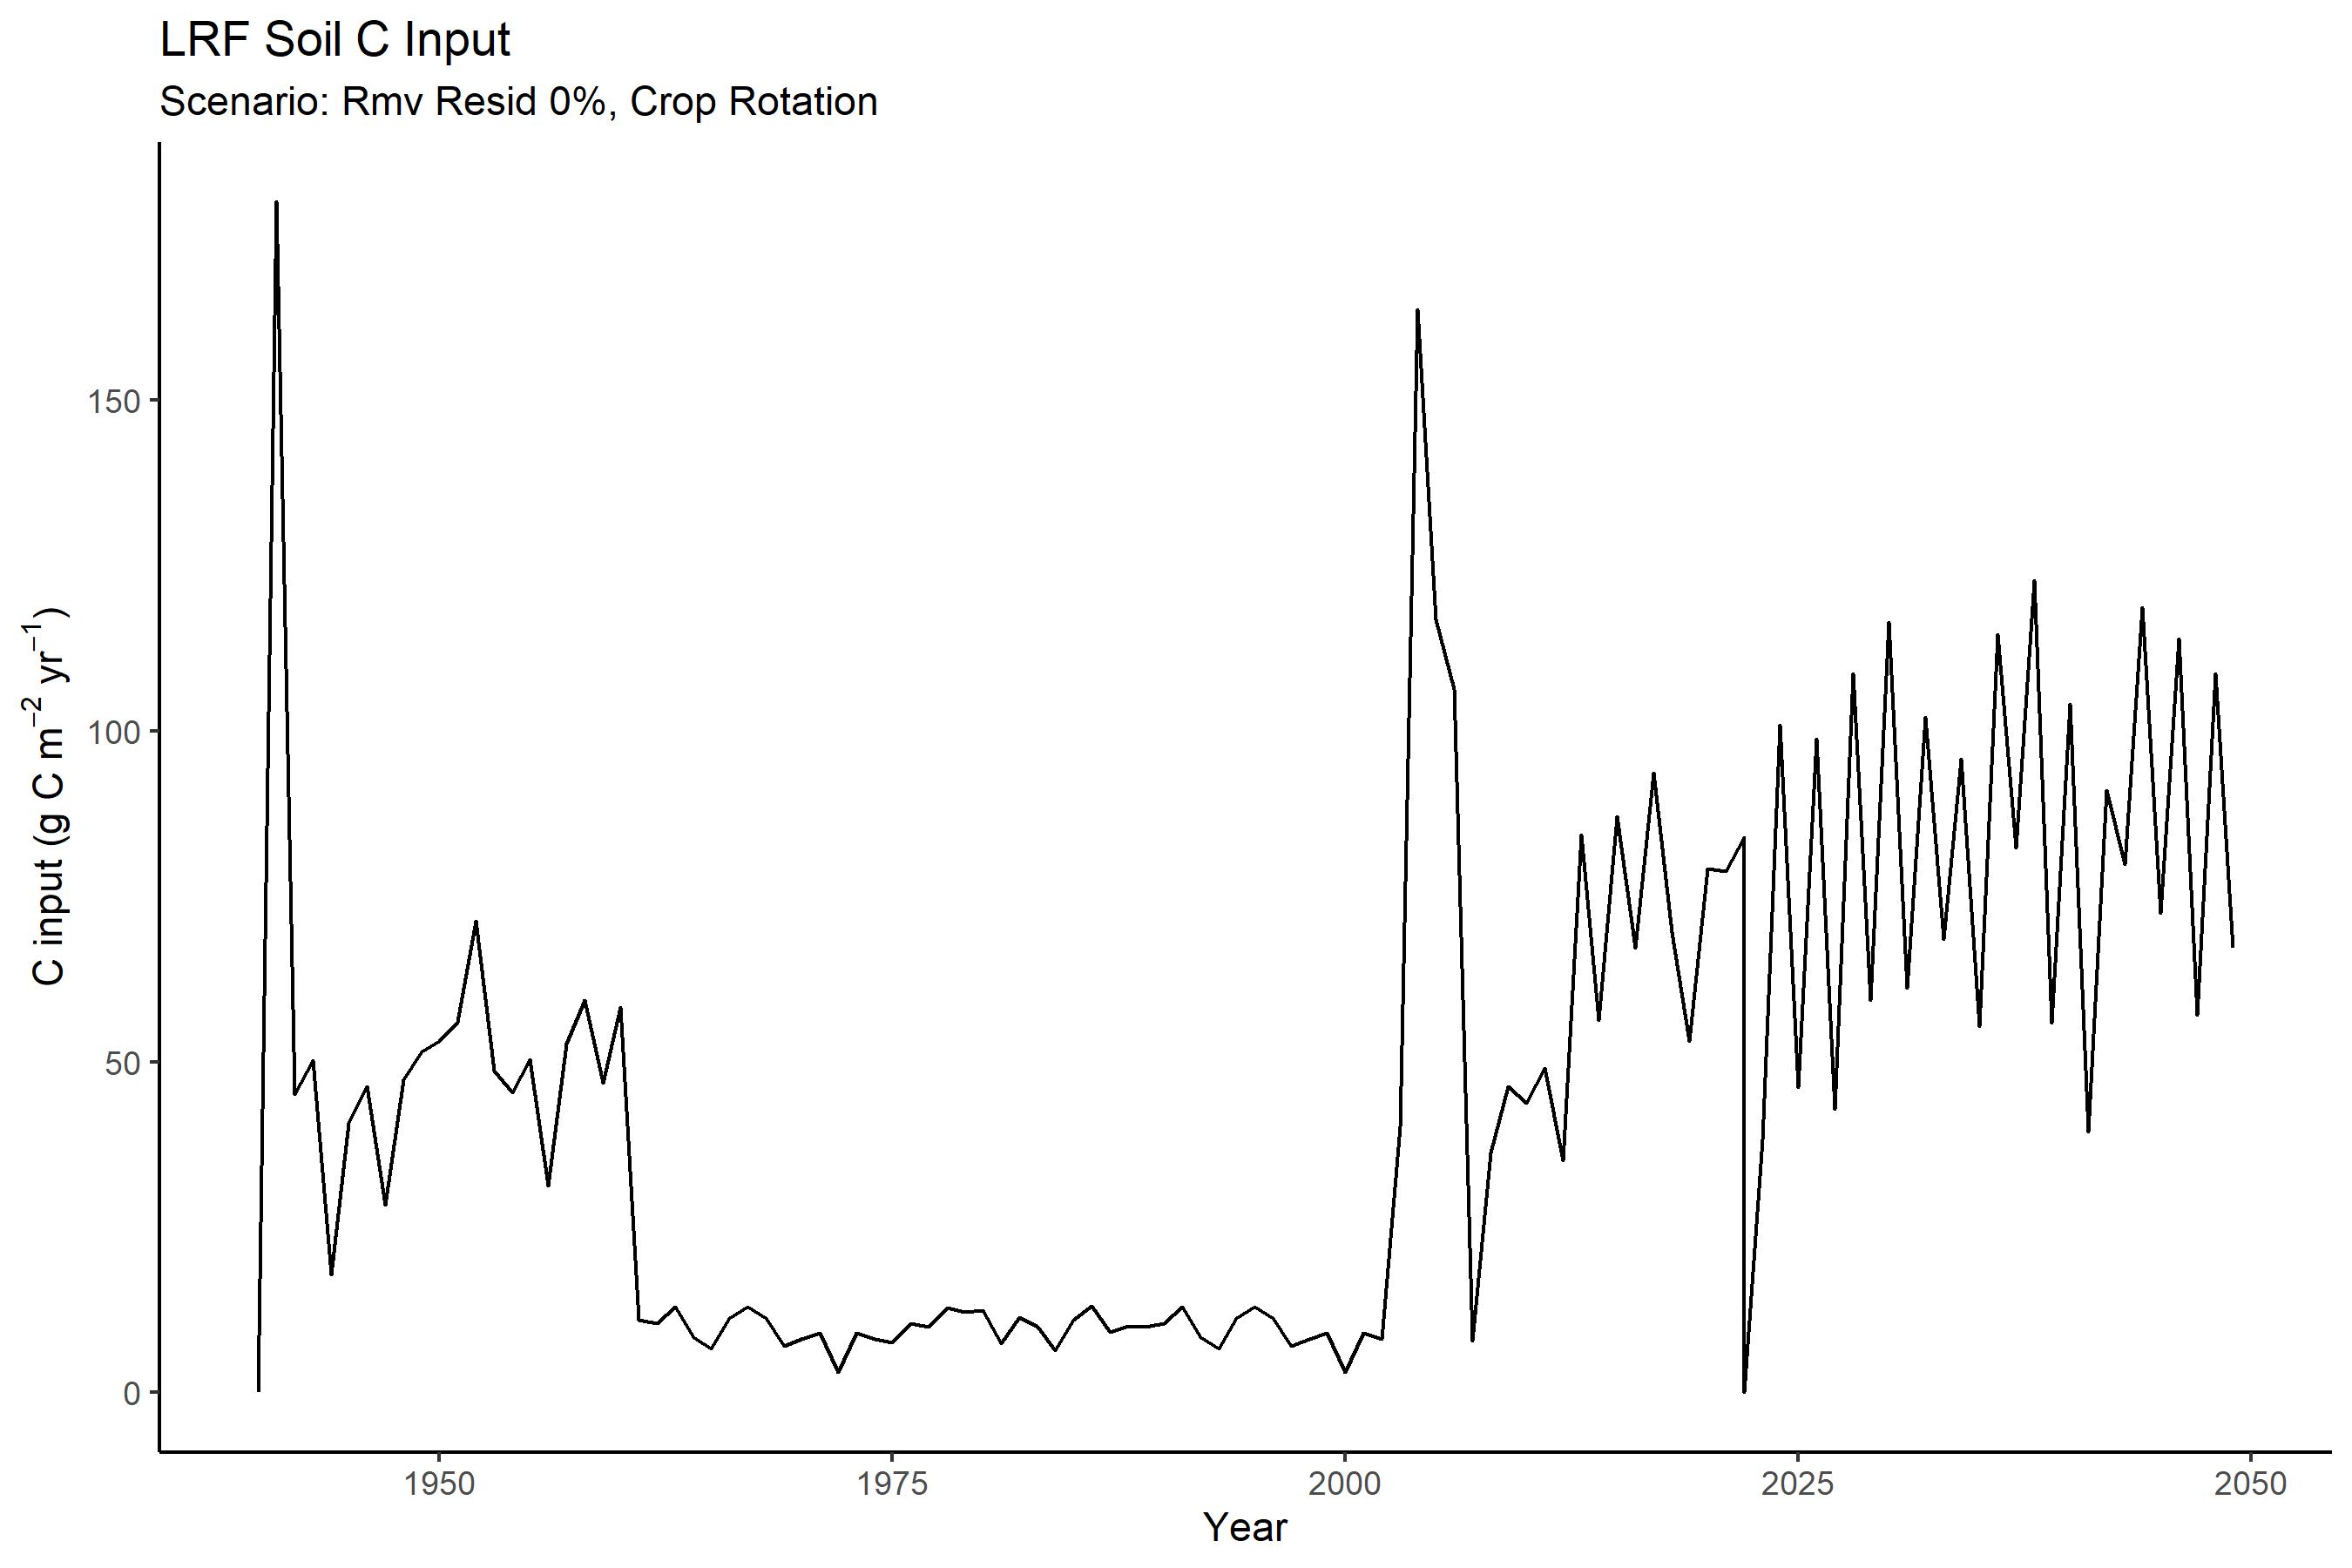 LRF Soil C Input
Scenario: Rmv Resid 0%, Crop Rotation
C input (g C m⁻² yr⁻¹)
150
100
50
0
1950 1975 2000 2025 2050
Year